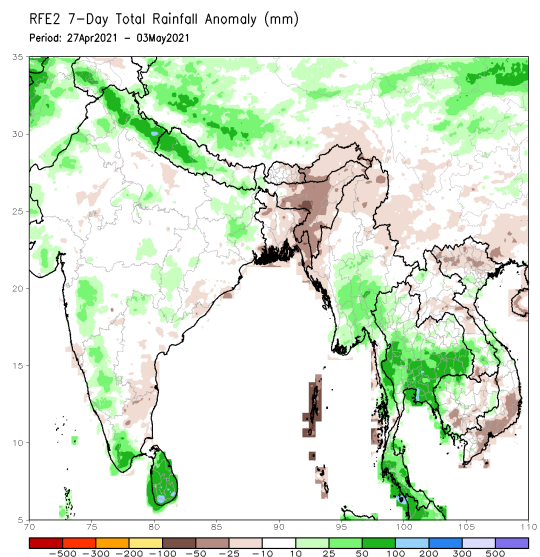 RFE2 7-Day Total Rainfall Anomaly (mm)
Period: 27Apr2021 - 03May2021
35
30
25
20
15
10
5
70 75 80 85 90 95 100 105 110
-500 -300 -200 -100 -50 -25 -10 10 25 50 100 200 300 500